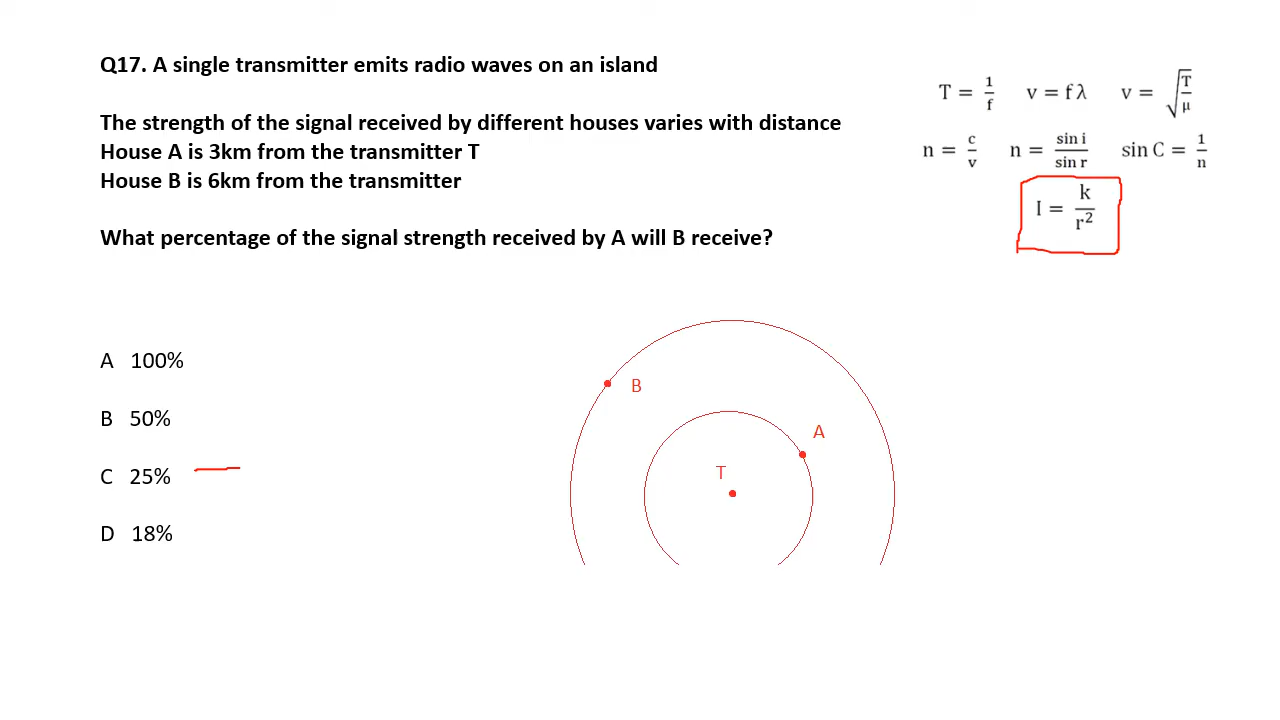 Q17. A single transmitter emits radio waves on an island
The strength of the signal received by different houses varies with distance
House A is 3km from the transmitter T
House B is 6km from the transmitter
What percentage of the signal strength received by A will B receive?
T = 1/f   v = fλ   v = √(T/μ)
n = c/v   n = sin i/sin r   sin C = 1/n
I = k/r²
A 100%
B 50%
C 25%
D 18%
B
A
T